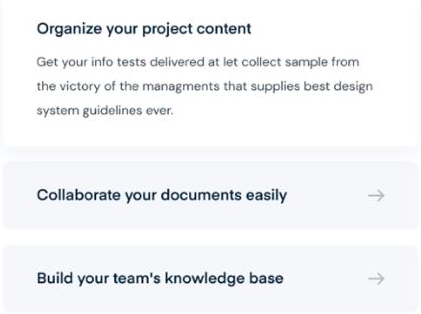 Organize your project content
Get your info tests delivered at let collect sample from
the victory of the managments that supplies best design
system guidelines ever.
Collaborate your documents easily
Build your team's knowledge base